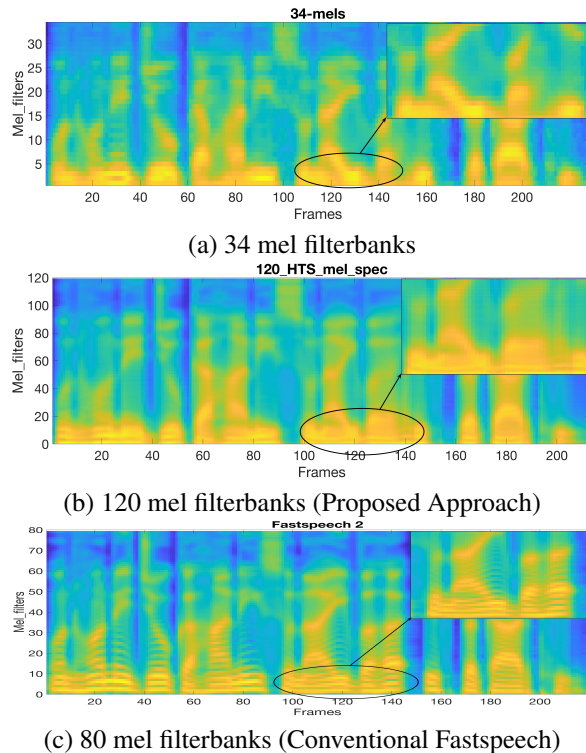 34-mels
Mel_filters
30
25
20
15
10
5
20 40 60 80 100 120 140 160 180 200
Frames
(a) 34 mel filterbanks
120_HTS_mel_spec
Mel_filters
120
100
80
60
40
20
0
20 40 60 80 100 120 140 160 180 200
Frames
(b) 120 mel filterbanks (Proposed Approach)
Fastspeech 2
Mel_filters
80
70
60
50
40
30
20
10
0
20 40 60 80 100 120 140 160 180 200
Frames
(c) 80 mel filterbanks (Conventional Fastspeech)